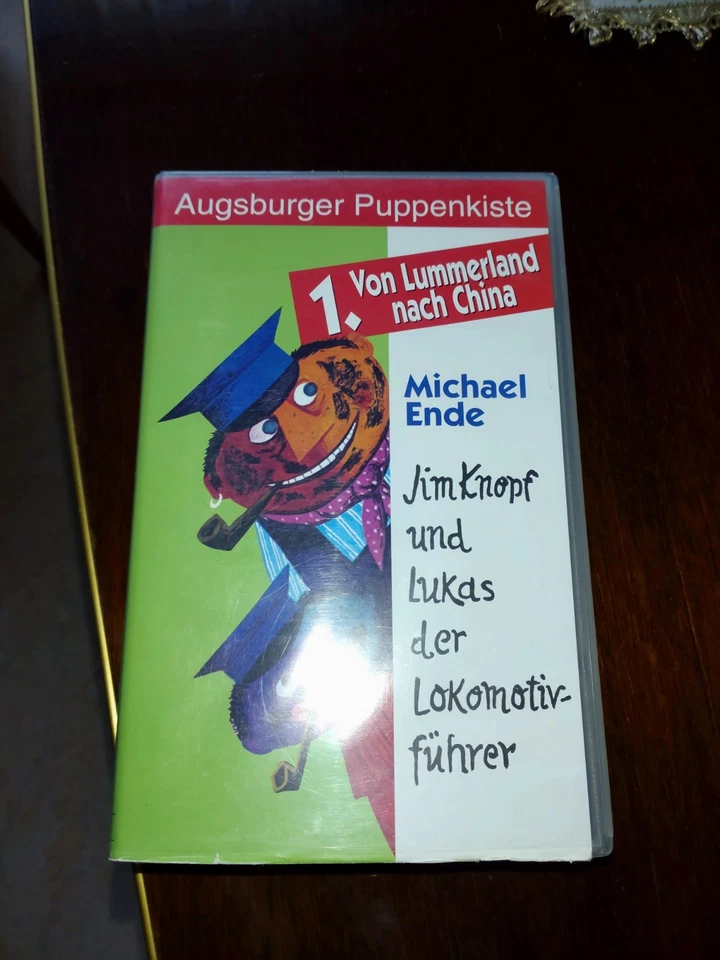 Augsburger Puppenkiste
1. Von Lummerland
nach China
Michael
Ende
Jim Knopf
und
Lukas
der
Lokomotiv-
führer